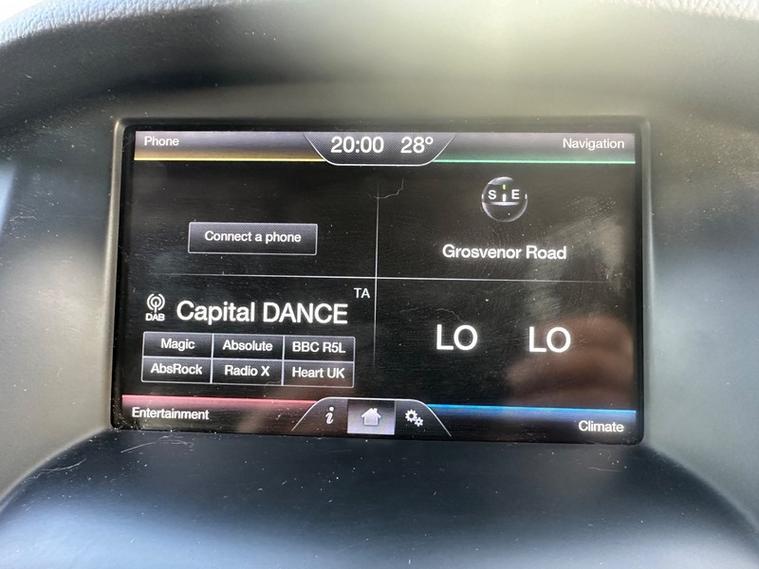 Phone
20:00 28°
Navigation
S E
Connect a phone
Grosvenor Road
TA
DAB
Capital DANCE
Magic Absolute BBC R5L
AbsRock Radio X Heart UK
LO LO
Entertainment
i
Climate